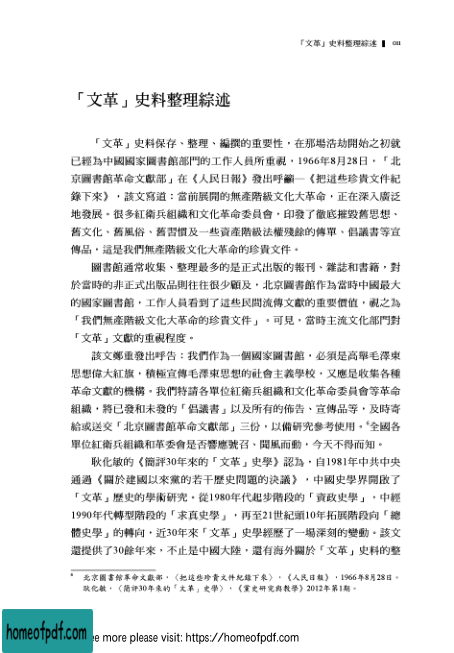 「文革」史料整理綜述 ▌ 011
「文革」史料整理綜述
「文革」史料保存、整理、編撰的重要性，在那場浩劫開始之初就
已經為中國國家圖書館部門的工作人員所重視，1966年8月28日，「北
京圖書館革命文獻部」在《人民日報》發出呼籲─《把這些珍貴文件紀
錄下來》，該文寫道：當前展開的無產階級文化大革命，正在深入廣泛
地發展。很多紅衛兵組織和文化革命委員會，印發了徹底摧毀舊思想、
舊文化、舊風俗、舊習慣及一些資產階級法權殘餘的傳單、倡議書等宣
傳品，這是我們無產階級文化大革命的珍貴文件。
圖書館通常收集、整理最多的是正式出版的報刊、雜誌和書籍，對
於當時的非正式出版品則往往很少顧及，北京圖書館作為當時中國最大
的國家圖書館，工作人員看到了這些民間流傳文獻的重要價值，視之為
「我們無產階級文化大革命的珍貴文件」。可見，當時主流文化部門對
「文革」文獻的重視程度。
該文鄭重發出呼告：我們作為一個國家圖書館，必須是高舉毛澤東
思想偉大紅旗，積極宣傳毛澤東思想的社會主義學校，又應是收集各種
革命文獻的機構。我們特請各單位紅衛兵組織和文化革命委員會等革命
組織，將已發和未發的「倡議書」以及所有的佈告、宣傳品等，及時寄
給或送交「北京圖書館革命文獻部」三份，以備研究參考使用。⁶全國各
單位紅衛兵組織和革委會是否響應號召、聞風而動，今天不得而知。
耿化敏的《簡評30年來的「文革」史學》認為，自1981年中共中央
通過《關於建國以來黨的若干歷史問題的決議》，中國史學界開啟了
「文革」歷史的學術研究。從1980年代起步階段的「資政史學」，中經
1990年代轉型階段的「求真史學」，再至21世紀頭10年拓展階段向「總
體史學」的轉向，近30年來「文革」史學經歷了一場深刻的變動。該文
還提供了30餘年來，不止是中國大陸，還有海外關於「文革」史料的整
⁶ 北京圖書館革命文獻部，〈把這些珍貴文件紀錄下來〉，《人民日報》，1966年8月28日。
耿化敏，〈簡評30年來的「文革」史學〉，《黨史研究與教學》2012年第1期。
homeofpdf.com
ee more please visit: https://homeofpdf.com